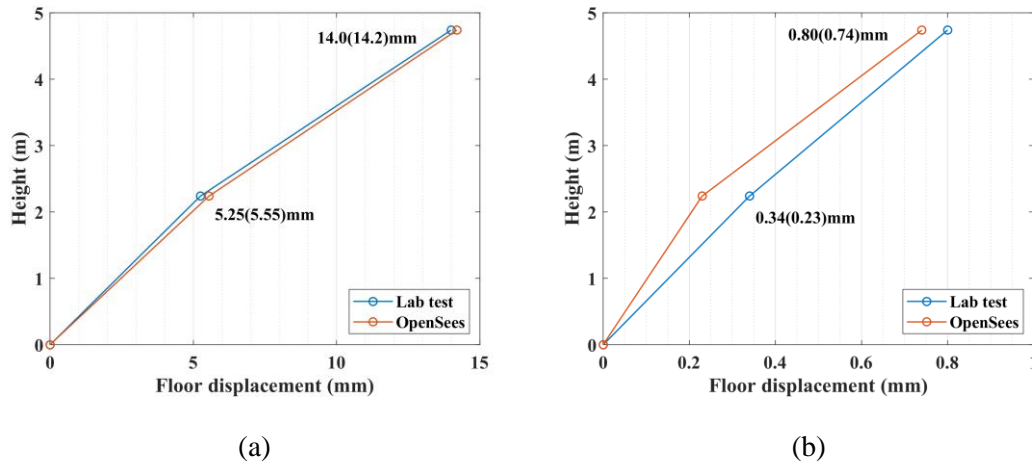 5
4
3
2
1
0
Height (m)
14.0(14.2)mm
5.25(5.55)mm
Lab test
OpenSees
0
5
10
15
Floor displacement (mm)
(a)
5
4
3
2
1
0
Height (m)
0.80(0.74)mm
0.34(0.23)mm
Lab test
OpenSees
0
0.2
0.4
0.6
0.8
1
Floor displacement (mm)
(b)